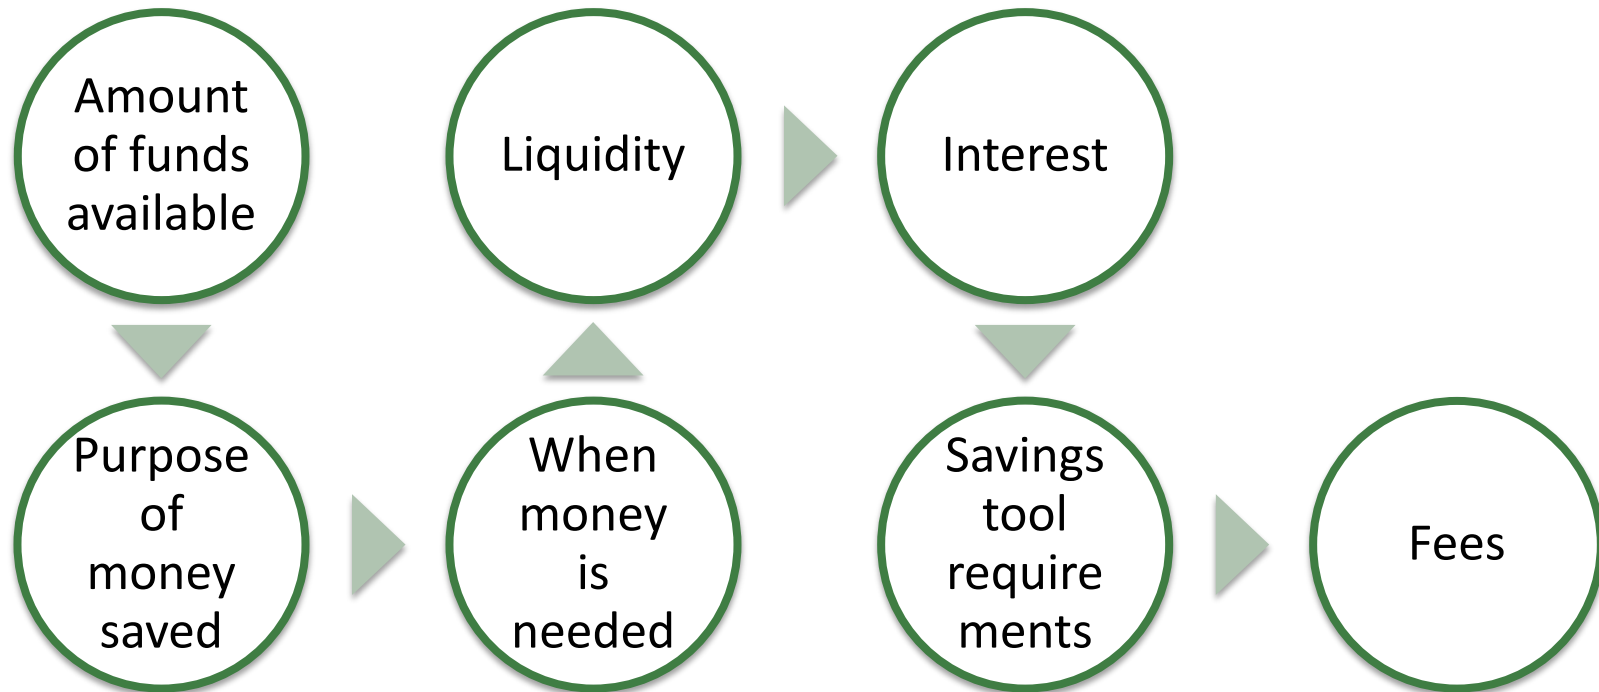 Amount
of funds
available
Purpose
of
money
saved
When
money
is
needed
Liquidity
Interest
Savings
tool
require
ments
Fees